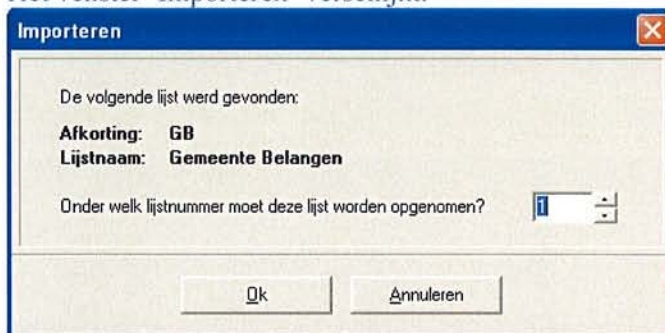 Importeren
De volgende lijst werd gevonden:
Afkorting: GB
Lijstnaam: Gemeente Belangen
Onder welk lijstnummer moet deze lijst worden opgenomen? 1
Ok Annuleren